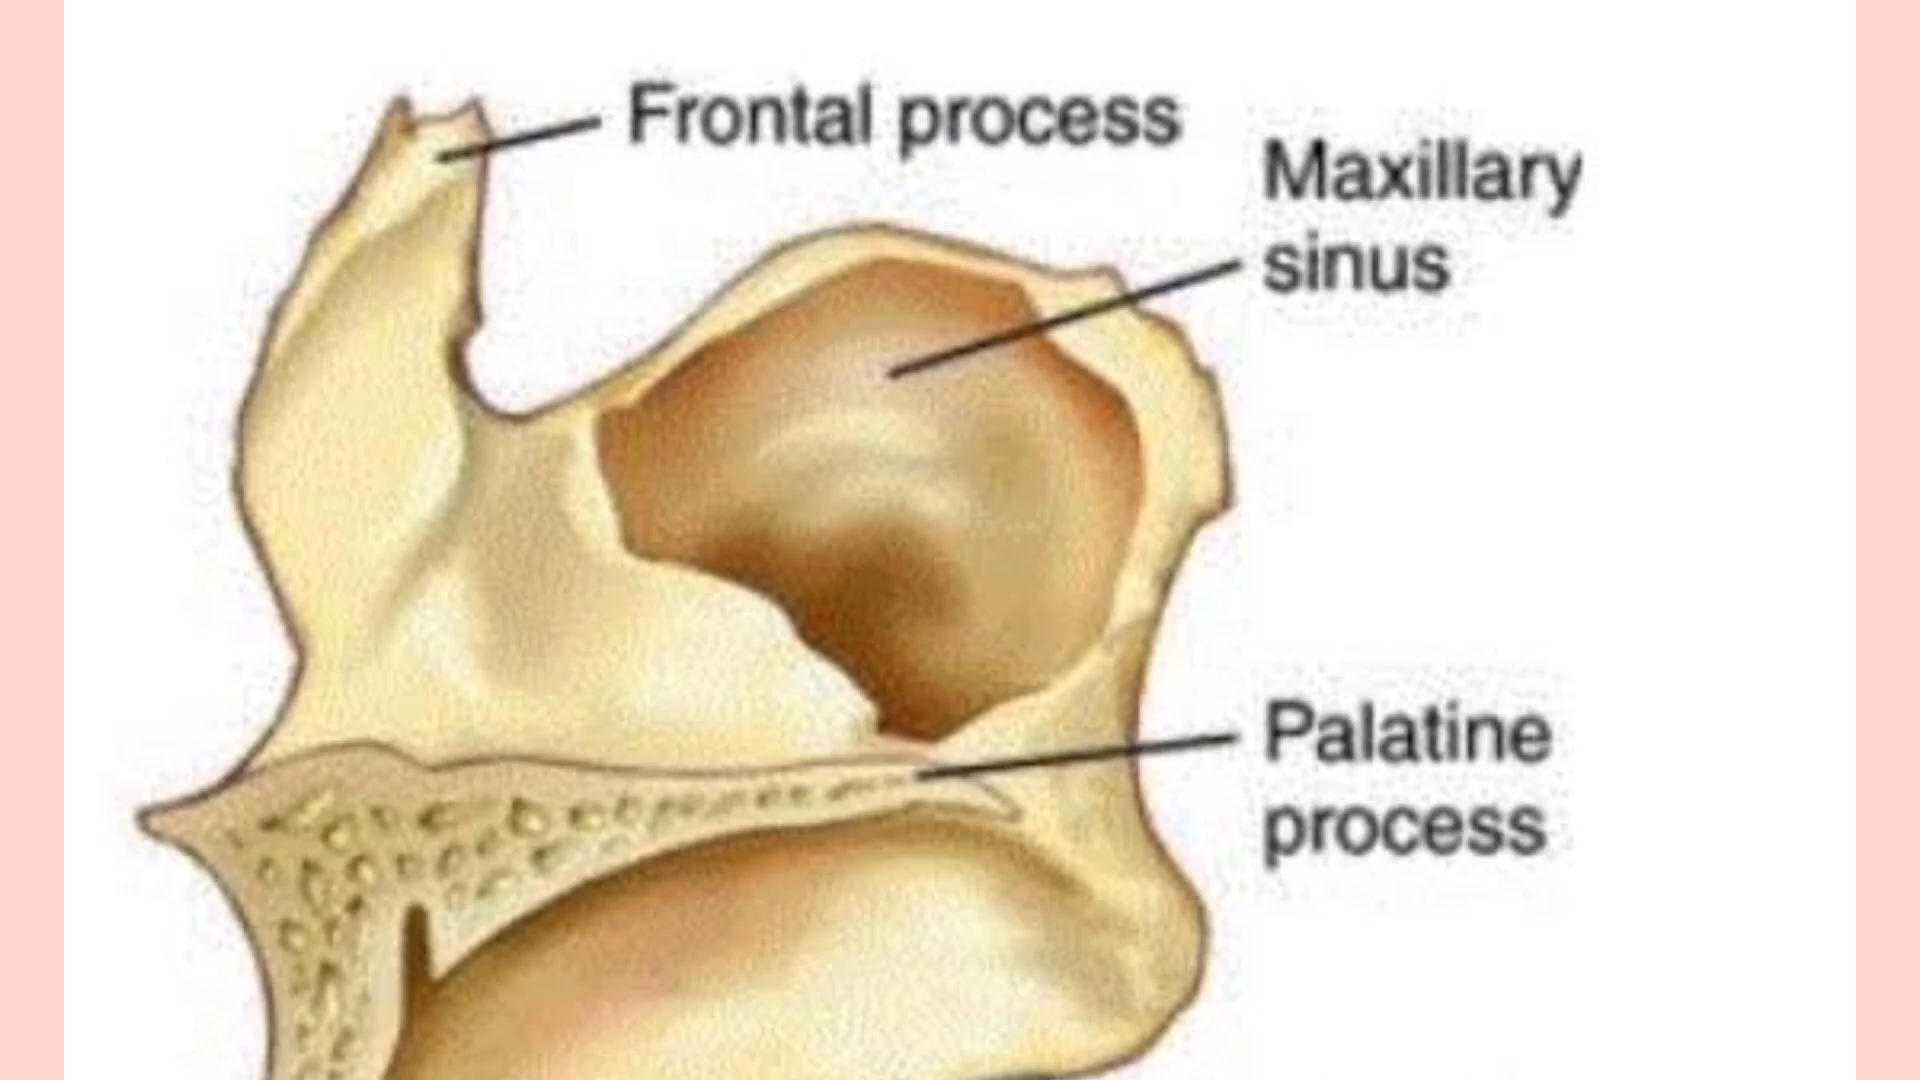 Frontal process
Maxillary
sinus
Palatine
process